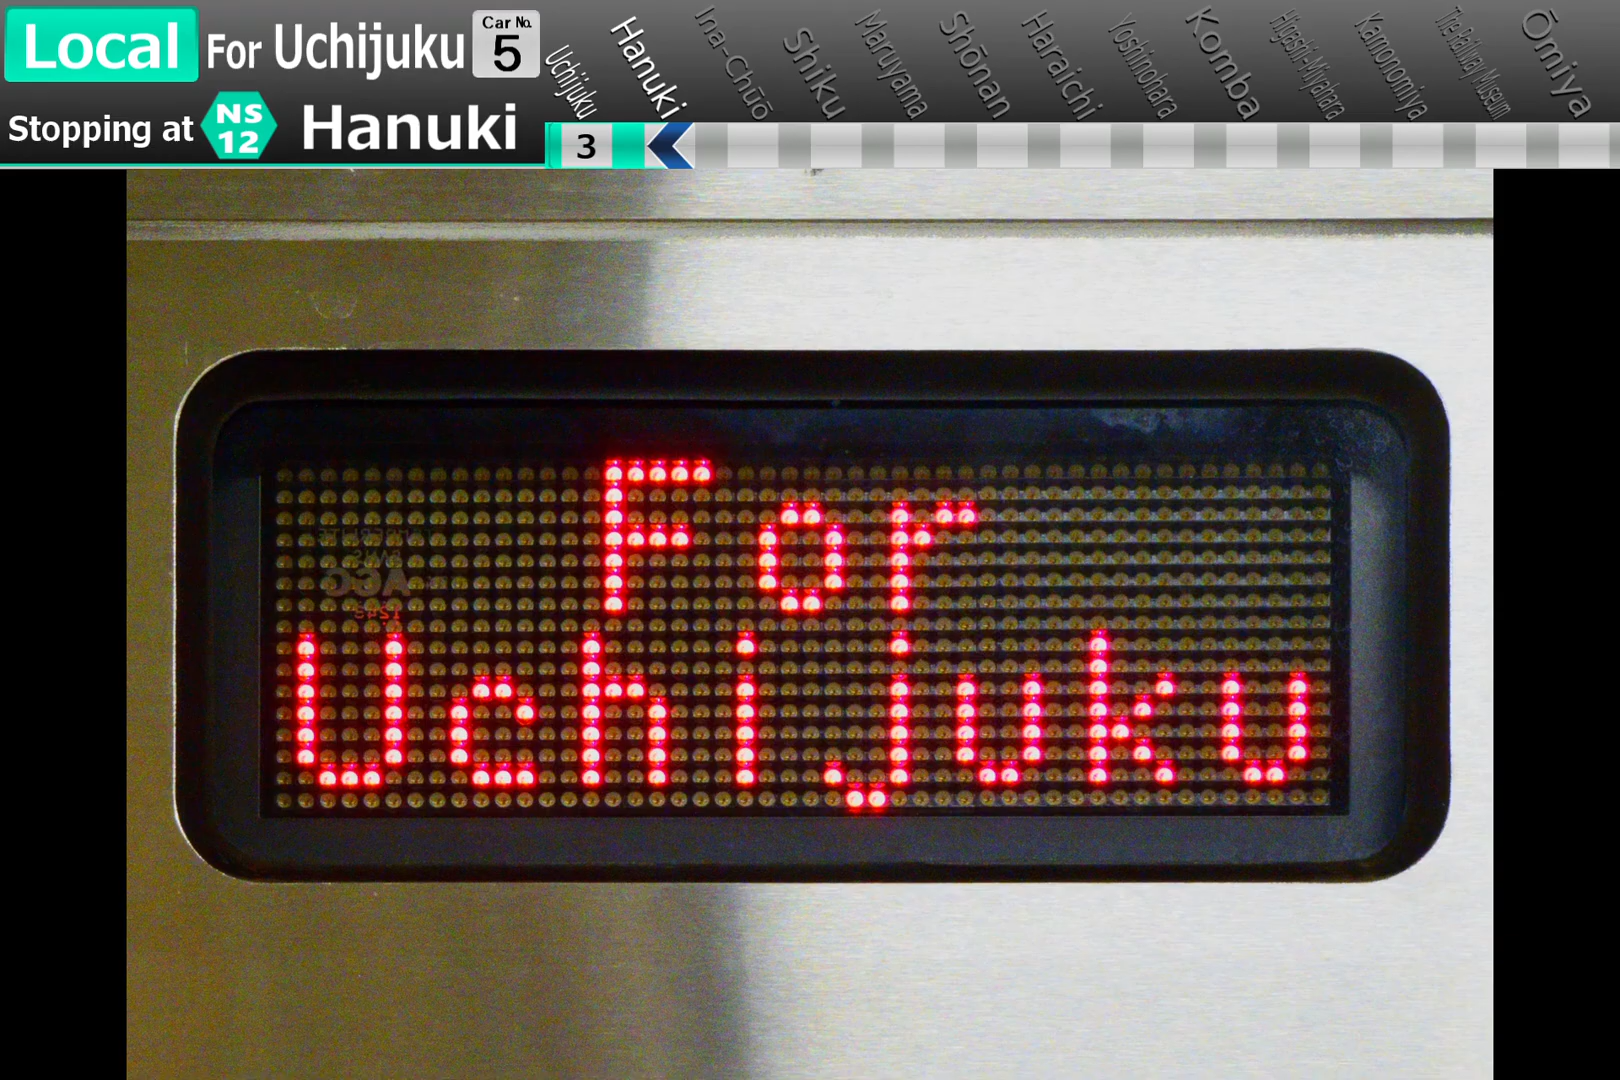 Local For Uchijuku Car No. 5
Stopping at NS 12 Hanuki
Uchijuku
Hanuki
Ina-Chūō
Shiku
Maruyama
Shōnan
Haraichi
Yoshinohara
Komba
Higashi-Miyahara
Kamonomiya
The Railway Museum
Ōmiya
3
For
Uchijuku